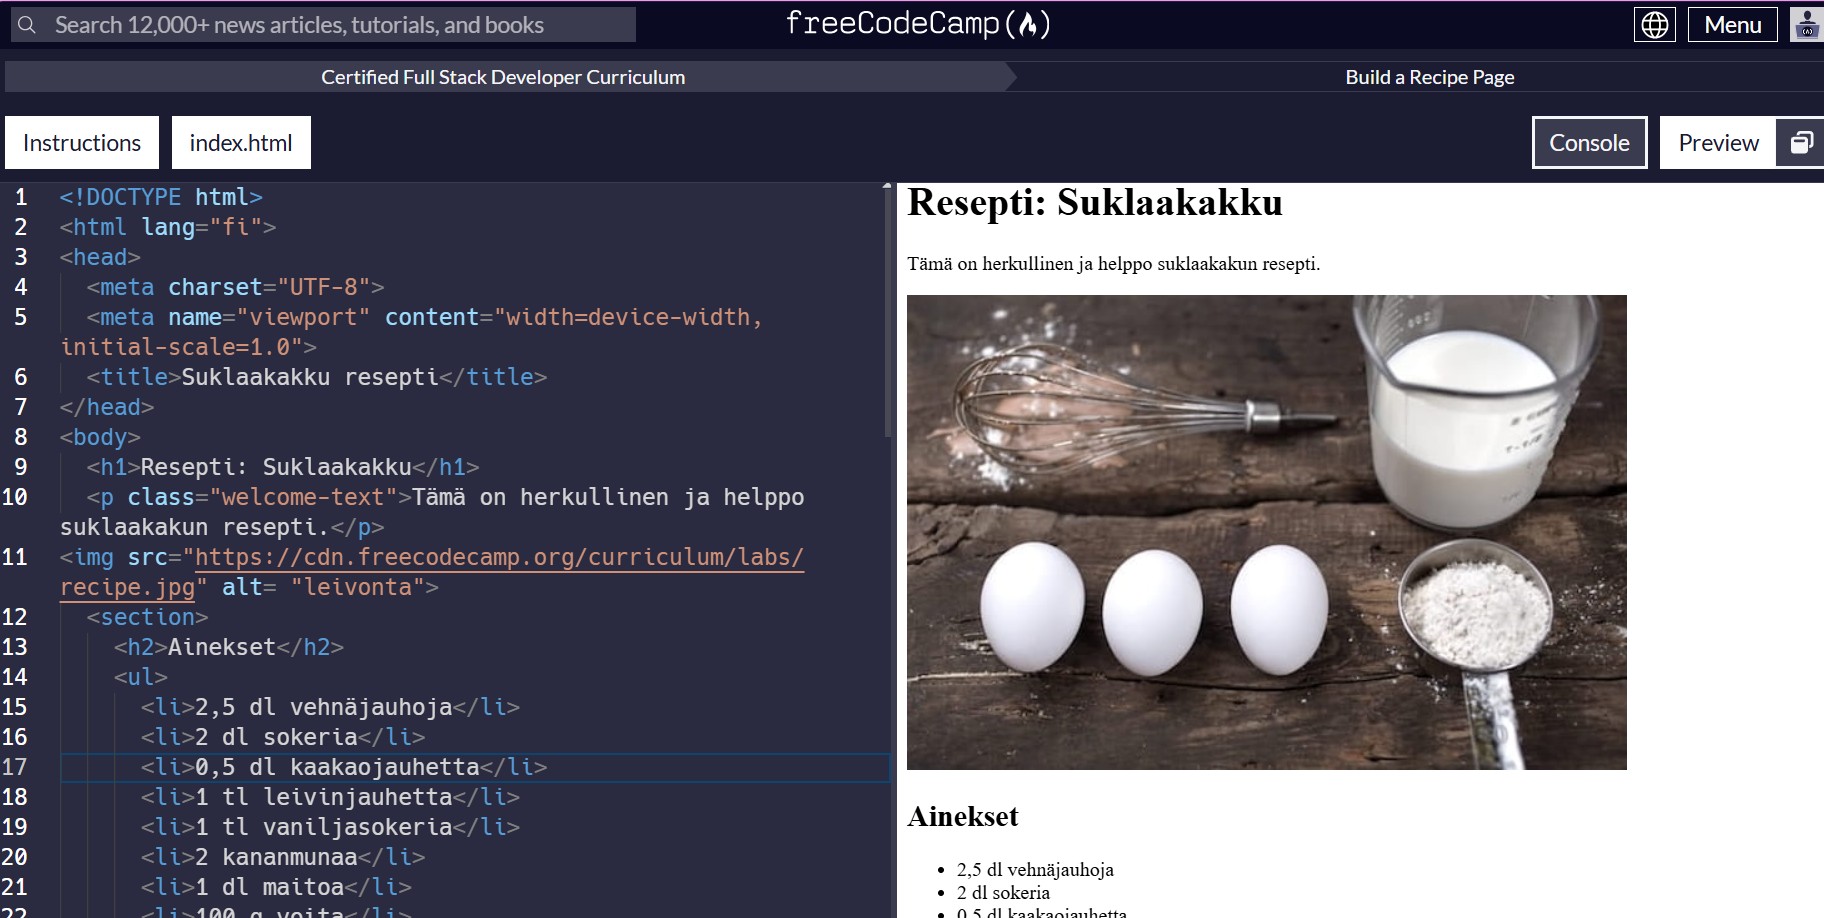 Search 12,000+ news articles, tutorials, and books
freeCodeCamp
Menu
Certified Full Stack Developer Curriculum
Build a Recipe Page
Instructions
index.html
Console
Preview
1 <!DOCTYPE html>
2 <html lang="fi">
3 <head>
4 <meta charset="UTF-8">
5 <meta name="viewport" content="width=device-width,
initial-scale=1.0">
6 <title>Suklaakakku resepti</title>
7 </head>
8 <body>
9 <h1>Resepti: Suklaakakku</h1>
10 <p class="welcome-text">Tämä on herkullinen ja helppo
suklaakakun resepti.</p>
11 <img src="https://cdn.freecodecamp.org/curriculum/labs/
recipe.jpg" alt= "leivonta">
12 <section>
13 <h2>Ainekset</h2>
14 <ul>
15 <li>2,5 dl vehnäjauhoja</li>
16 <li>2 dl sokeria</li>
17 <li>0,5 dl kaakaojauhetta</li>
18 <li>1 tl leivinjauhetta</li>
19 <li>1 tl vaniljasokeria</li>
20 <li>2 kananmunaa</li>
21 <li>1 dl maitoa</li>
22 <li>100 g voita</li>
Resepti: Suklaakakku
Tämä on herkullinen ja helppo suklaakakun resepti.
Ainekset
• 2,5 dl vehnäjauhoja
• 2 dl sokeria
• 0,5 dl kaakaojauhetta